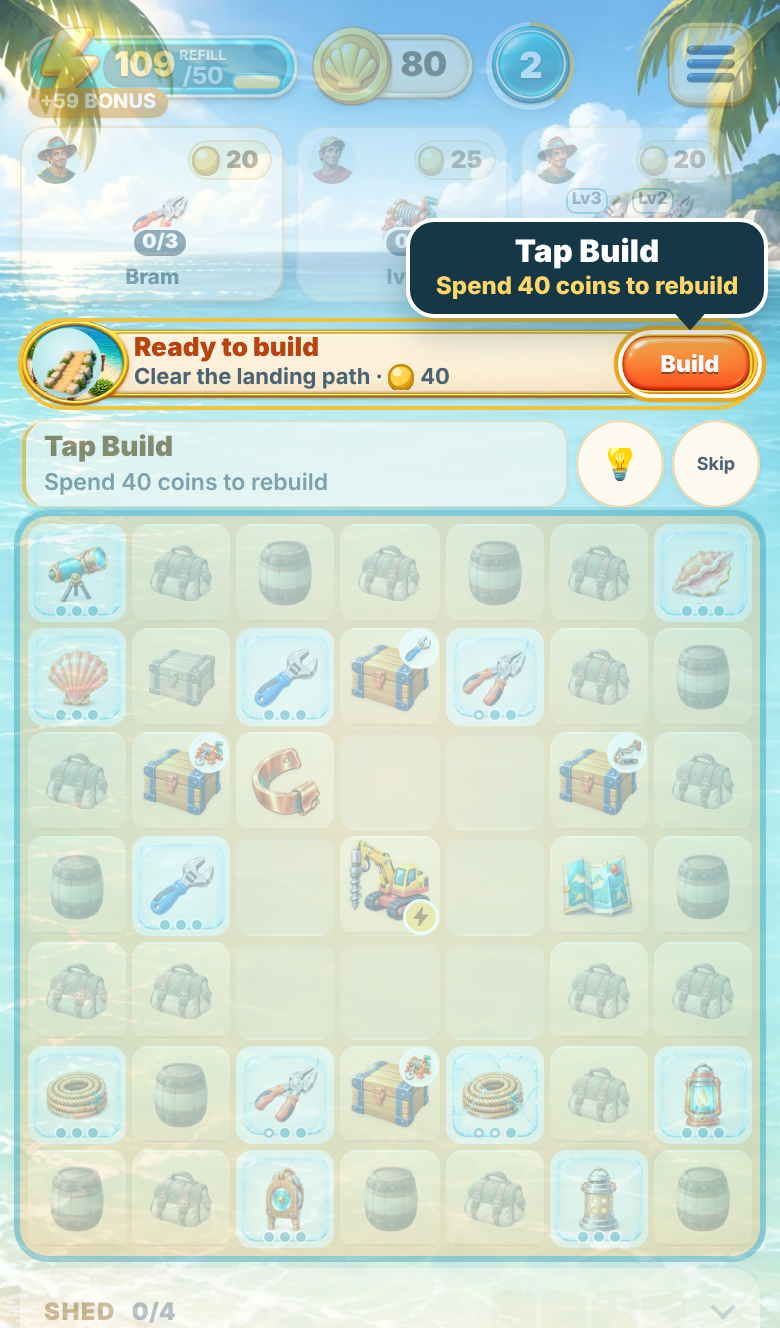 109 REFILL /50
80
2
+59 BONUS
20
25
20
Lv3 Lv2
0/3
Bram
Tap Build
Spend 40 coins to rebuild
Ready to build
Clear the landing path · 40
Build
Tap Build
Spend 40 coins to rebuild
Skip
SHED 0/4